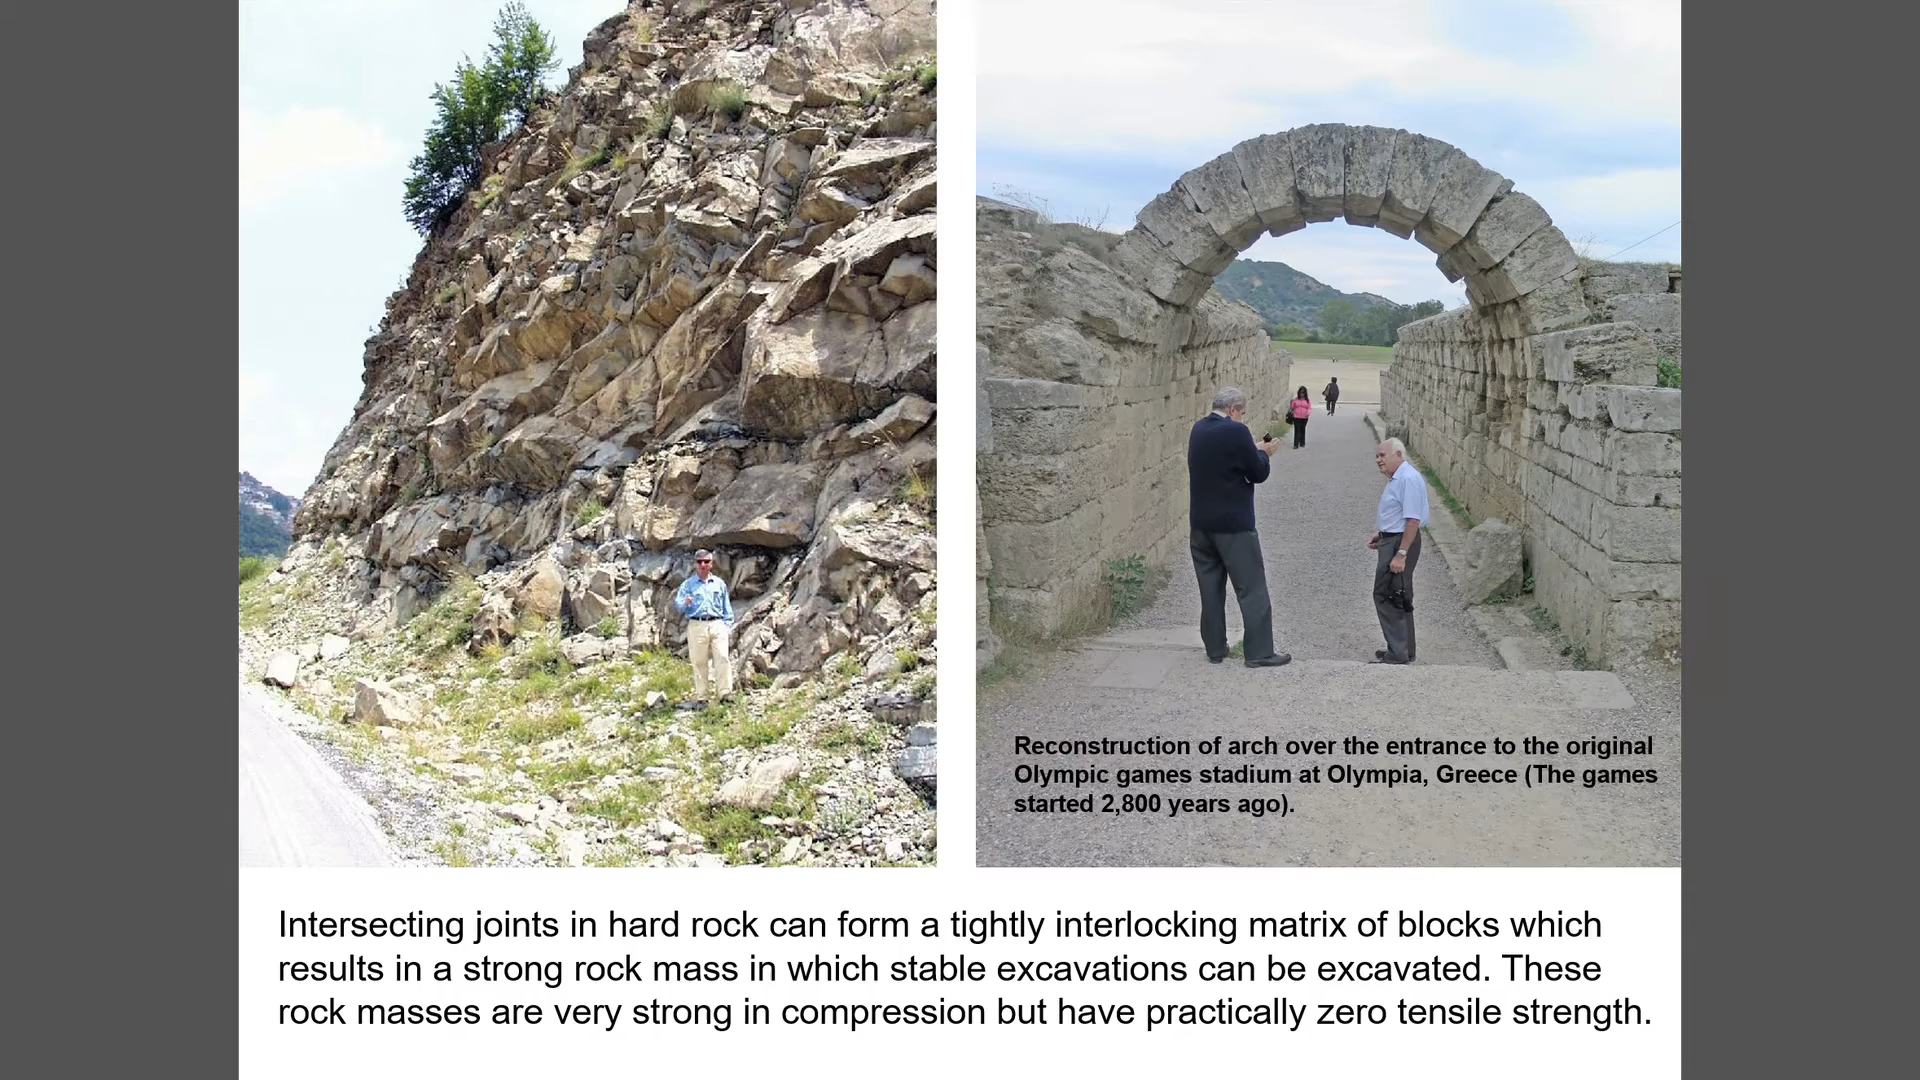 Reconstruction of arch over the entrance to the original
Olympic games stadium at Olympia, Greece (The games
started 2,800 years ago).
Intersecting joints in hard rock can form a tightly interlocking matrix of blocks which
results in a strong rock mass in which stable excavations can be excavated. These
rock masses are very strong in compression but have practically zero tensile strength.